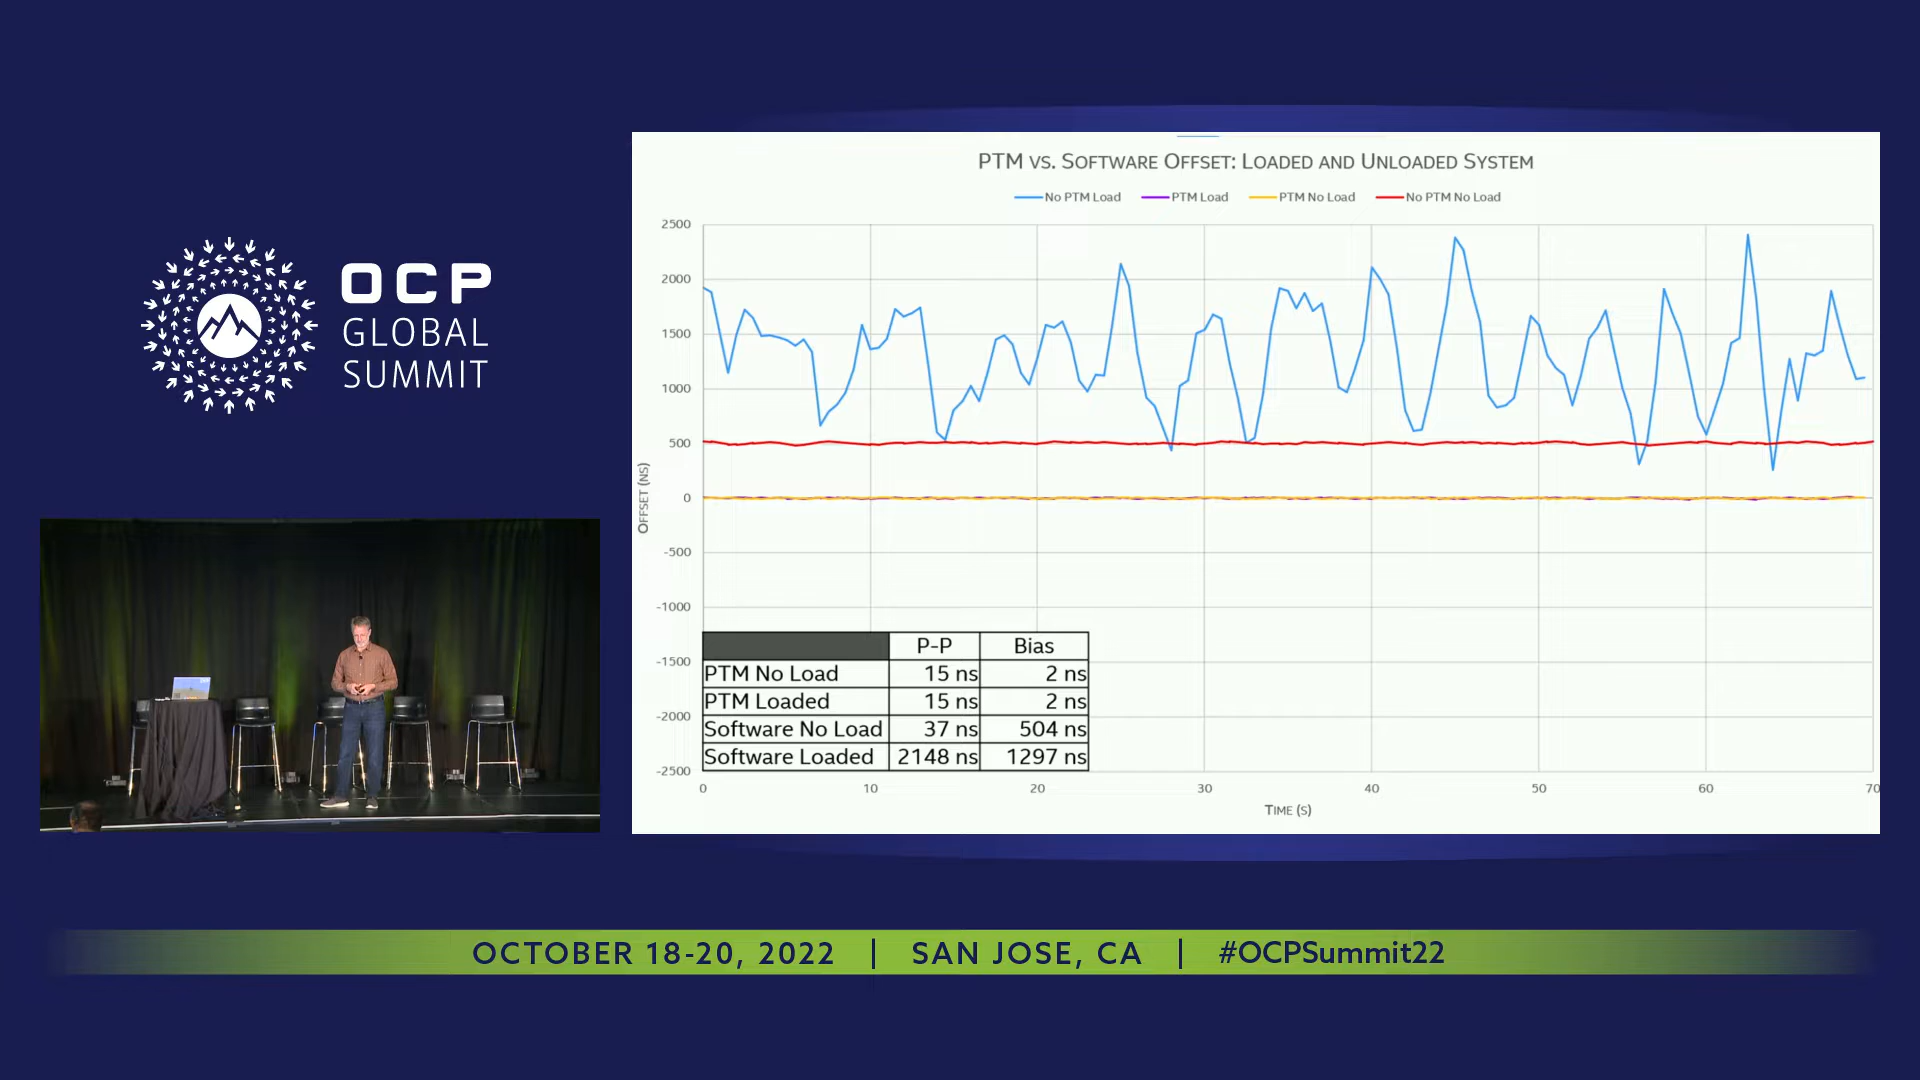 OCP
GLOBAL
SUMMIT
PTM VS. SOFTWARE OFFSET: LOADED AND UNLOADED SYSTEM
No PTM Load PTM Load PTM No Load No PTM No Load
2500
2000
1500
1000
500
0
-500
-1000
-1500
-2000
-2500
OFFSET (NS)
0 10 20 30 40 50 60 70
TIME (S)
P-P Bias
PTM No Load 15 ns 2 ns
PTM Loaded 15 ns 2 ns
Software No Load 37 ns 504 ns
Software Loaded 2148 ns 1297 ns
OCTOBER 18-20, 2022 | SAN JOSE, CA | #OCPSummit22